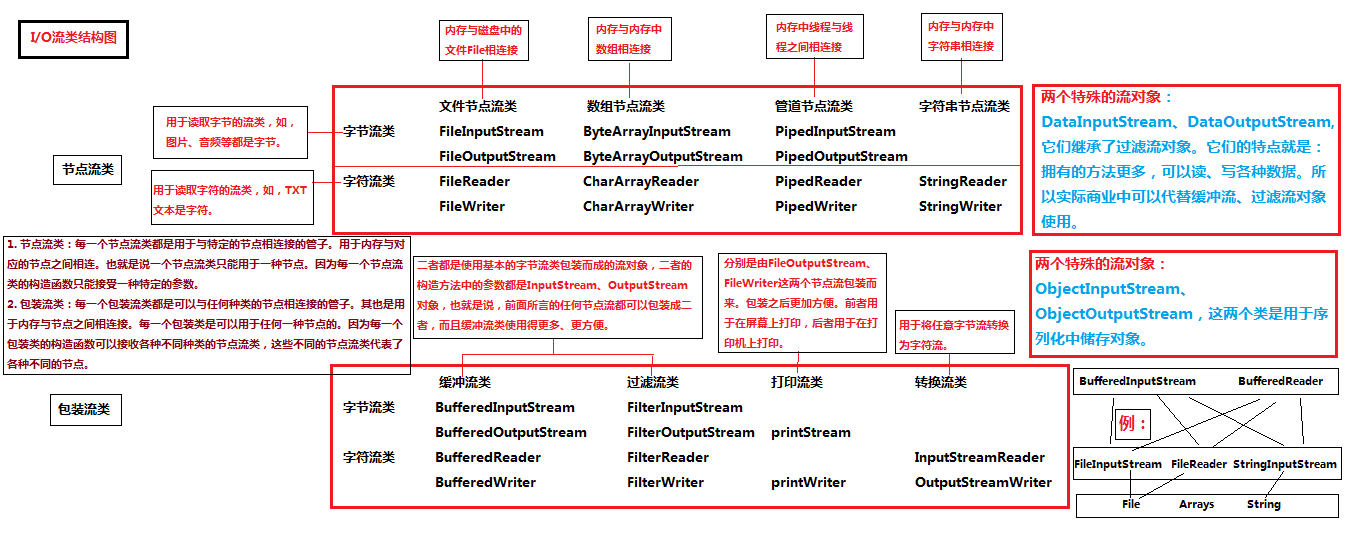 I/O流类结构图
内存与磁盘中的
文件File相连接
内存与内存中
数组相连接
内存中线程与线
程之间相连接
内存与内存中
字符串相连接
用于读取字节的流类，如，
图片、音频等都是字节。
节点流类
用于读取字符的流类，如，TXT
文本是字符。
文件节点流类 数组节点流类 管道节点流类 字符串节点流类
字节流类 FileInputStream ByteArrayInputStream PipedInputStream
FileOutputStream ByteArrayOutputStream PipedOutputStream
字符流类 FileReader CharArrayReader PipedReader StringReader
FileWriter CharArrayWriter PipedWriter StringWriter
两个特殊的流对象：
DataInputStream、DataOutputStream,
它们继承了过滤流对象。它们的特点就是：
拥有的方法更多，可以读、写各种数据。所
以实际商业中可以代替缓冲流、过滤流对象
使用。
1. 节点流类：每一个节点流类都是用于与特定的节点相连接的管子。用于内存与对
应的节点之间相连。也就是说一个节点流类只能用于一种节点。因为每一个节点流
类的构造函数只能接受一种特定的参数。
2. 包装流类：每一个包装流类都是可以与任何种类的节点相连接的管子。其也是用
于内存与节点之间相连接。每一个包装类是可以用于任何一种节点的。因为每一个
包装类的构造函数可以接收各种不同种类的节点流类，这些不同的节点流类代表了
各种不同的节点。
二者都是使用基本的字节流类包装而成的流对象，二者的
构造方法中的参数都是InputStream、OutputStream
对象，也就是说，前面所言的任何节点流都可以包装成二
者，而且缓冲流类使用得更多、更方便。
分别是由FileOutputStream、
FileWriter这两个节点流包装而
来。包装之后更加方便。前者用
于在屏幕上打印，后者用于在打
印机上打印。
用于将任意字节流转换
为字符流。
两个特殊的流对象：
ObjectInputStream、
ObjectOutputStream，这两个类是用于序
列化中储存对象。
包装流类
缓冲流类 过滤流类 打印流类 转换流类
字节流类 BufferedInputStream FilterInputStream
BufferedOutputStream FilterOutputStream printStream
字符流类 BufferedReader FilterReader InputStreamReader
BufferedWriter FilterWriter printWriter OutputStreamWriter
BufferedInputStream BufferedReader
例：
FileInputStream FileReader StringInputStream
File Arrays String